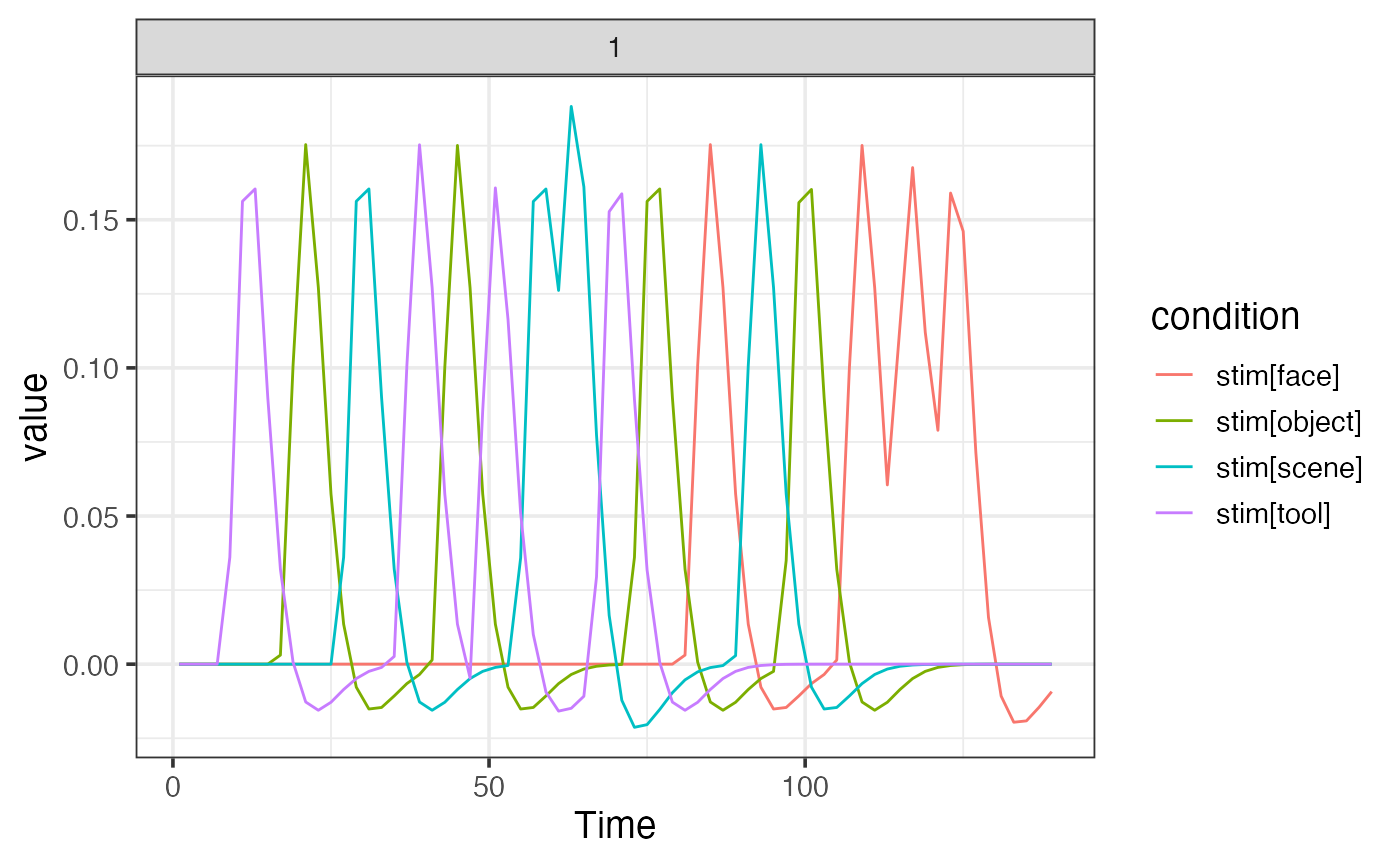 1
0.15
0.10
0.05
0.00
value
0
50
100
Time
condition
stim[face]
stim[object]
stim[scene]
stim[tool]